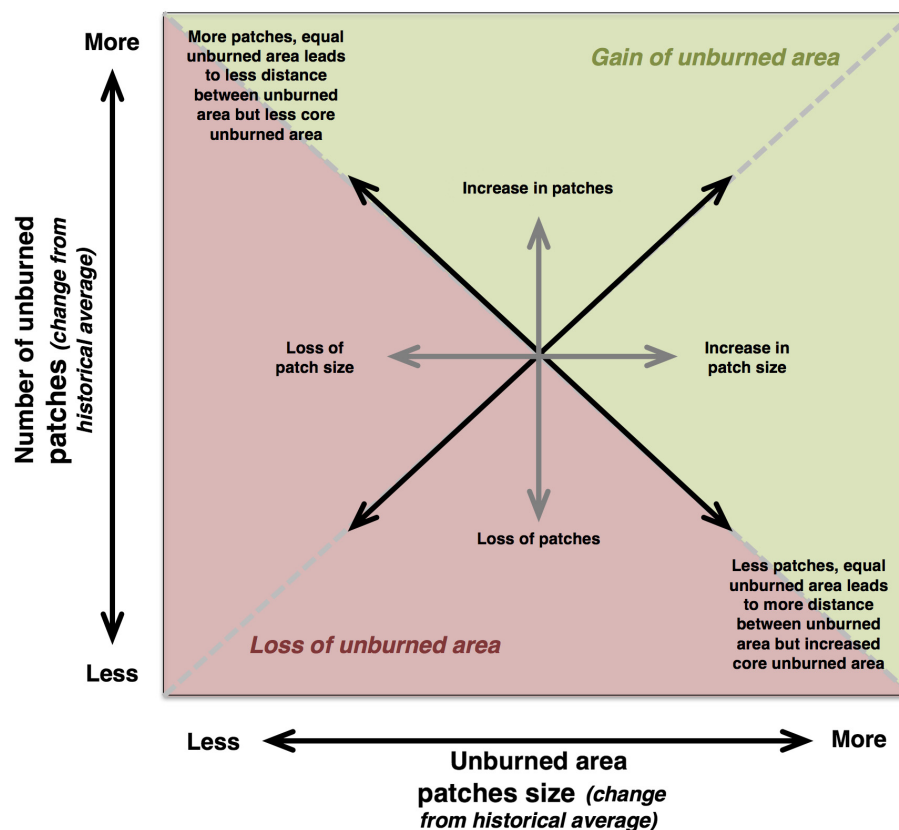 More
More patches, equal
unburned area leads
to less distance
between unburned
area but less core
unburned area
Gain of unburned area
Increase in patches
Number of unburned
patches (change from
historical average)
Loss of
patch size
Increase in
patch size
Loss of patches
Less patches, equal
unburned area leads
to more distance
between unburned
area but increased
core unburned area
Loss of unburned area
Less
Less
More
Unburned area
patches size (change
from historical average)